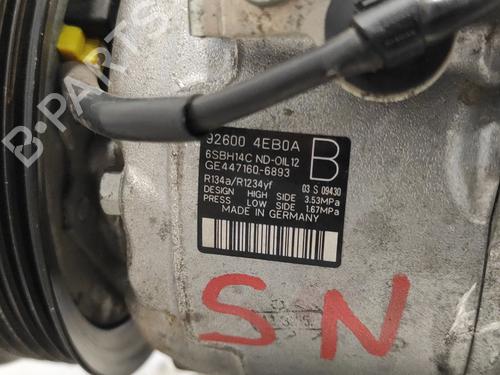 92600 4EB0A
B
6SBH14C ND-OIL12
GE447160-6893
R134a/R1234yf 03 S 09430
DESIGN HIGH SIDE 3.53MPa
PRESS LOW SIDE 1.67MPa
MADE IN GERMANY
S N
B-PARTS